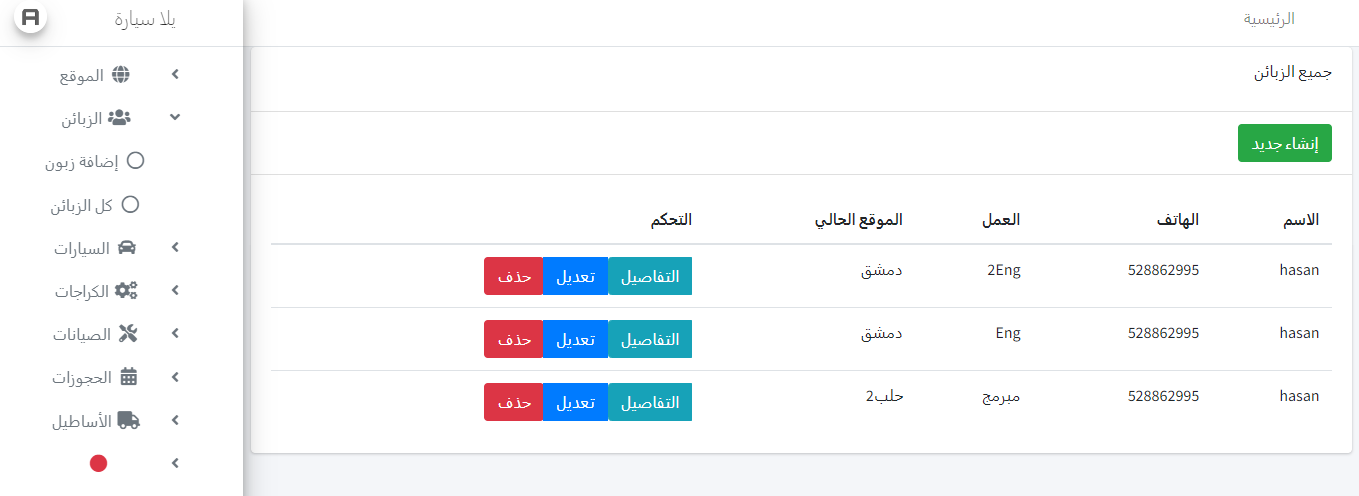 يلا سيارة
الموقع
الزبائن
إضافة زبون
كل الزبائن
السيارات
الكراجات
الصيانات
الحجوزات
الأساطيل
الرئيسية
جميع الزبائن
إنشاء جديد
الاسم الهاتف العمل الموقع الحالي التحكم
hasan 528862995 2Eng دمشق التفاصيل تعديل حذف
hasan 528862995 Eng دمشق التفاصيل تعديل حذف
hasan 528862995 مبرمج حلب2 التفاصيل تعديل حذف